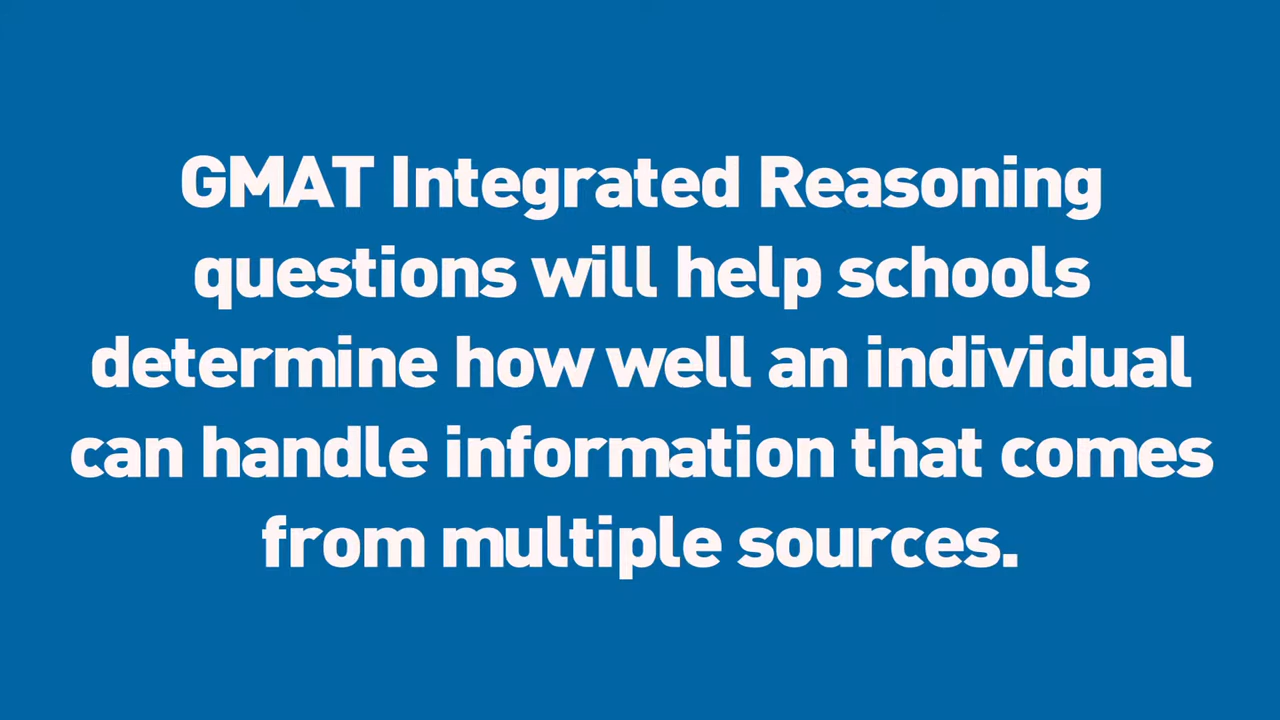 GMAT Integrated Reasoning
questions will help schools
determine how well an individual
can handle information that comes
from multiple sources.